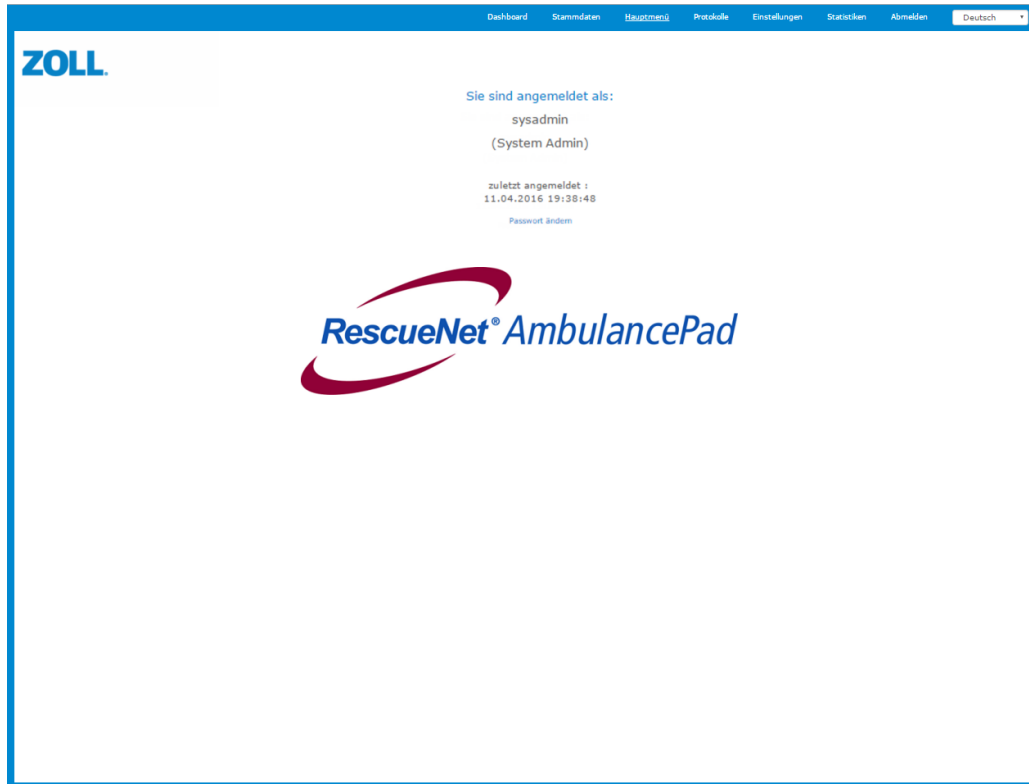 Dashboard Stammdaten Hauptmenü Protokolle Einstellungen Statistiken Abmelden Deutsch
ZOLL.
Sie sind angemeldet als:
sysadmin
(System Admin)
zuletzt angemeldet :
11.04.2016 19:38:48
Passwort ändern
RescueNet® AmbulancePad